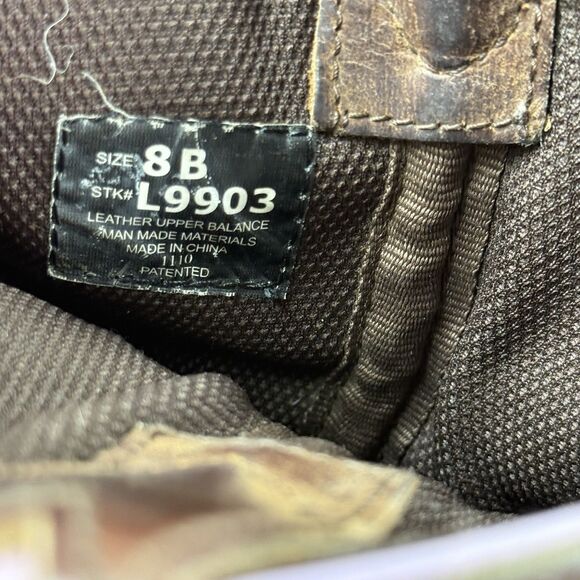 SIZE 8 B
STK# L9903
LEATHER UPPER BALANCE
MAN MADE MATERIALS
MADE IN CHINA
1110
PATENTED